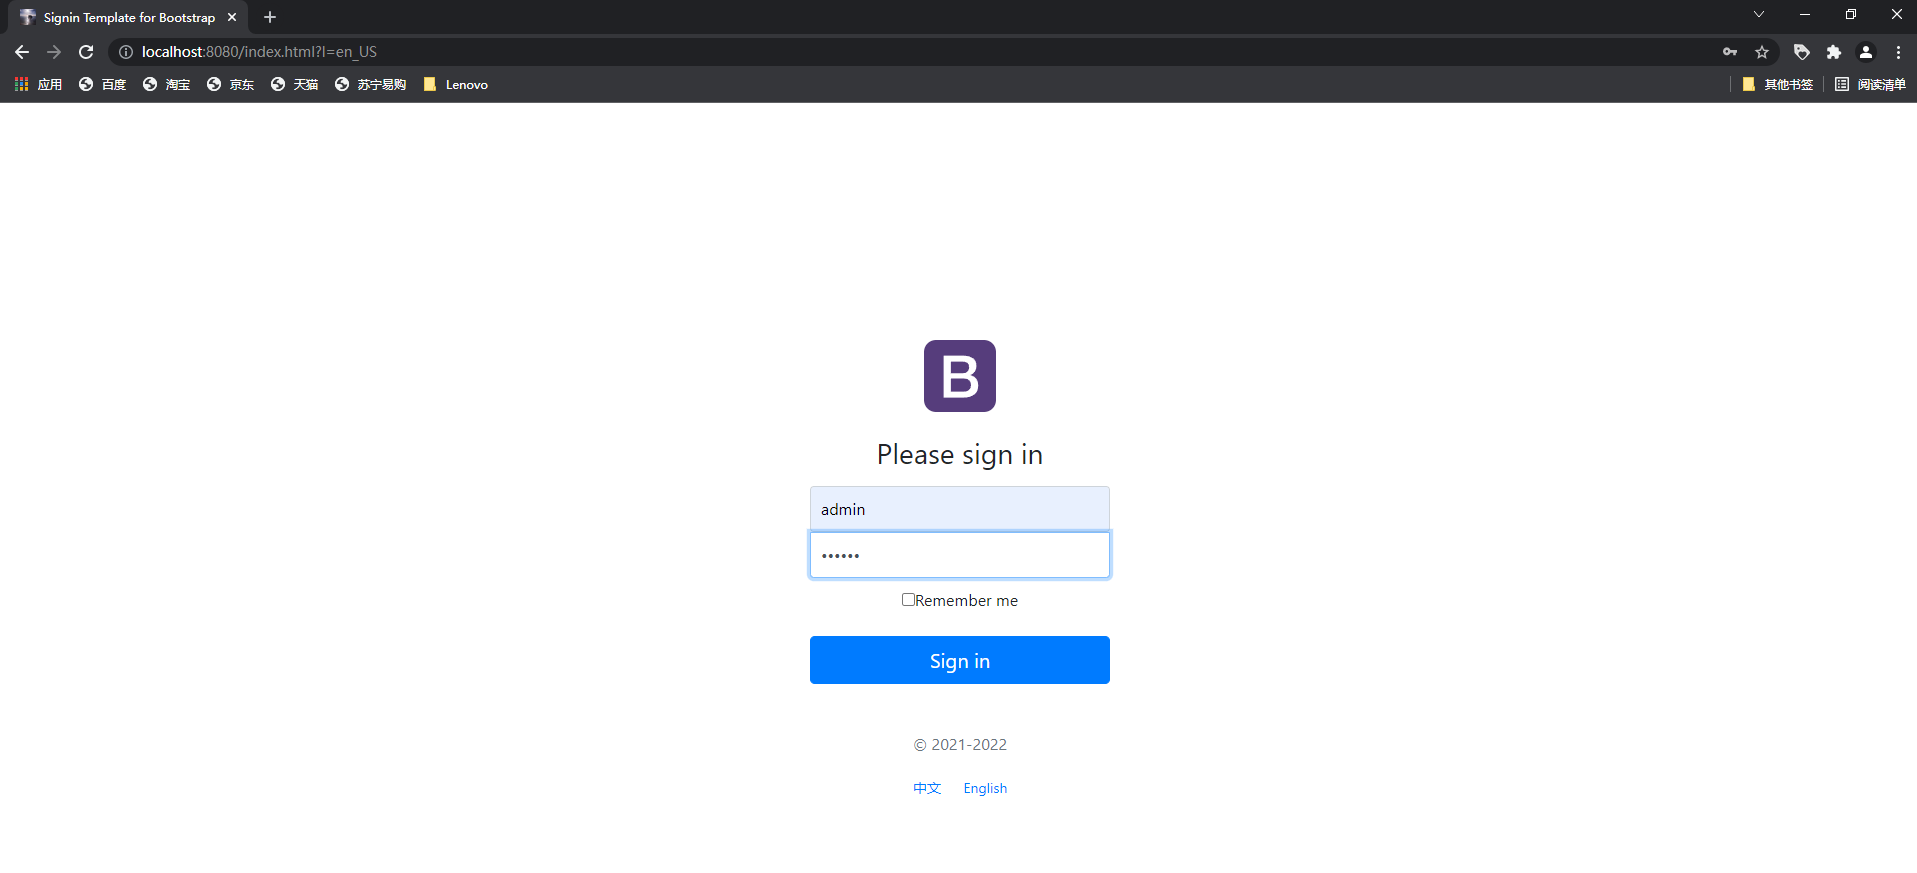 Signin Template for Bootstrap
localhost:8080/index.html?l=en_US
应用 百度 淘宝 京东 天猫 苏宁易购 Lenovo 其他书签 阅读清单
B
Please sign in
admin
••••••
Remember me
Sign in
© 2021-2022
中文 English